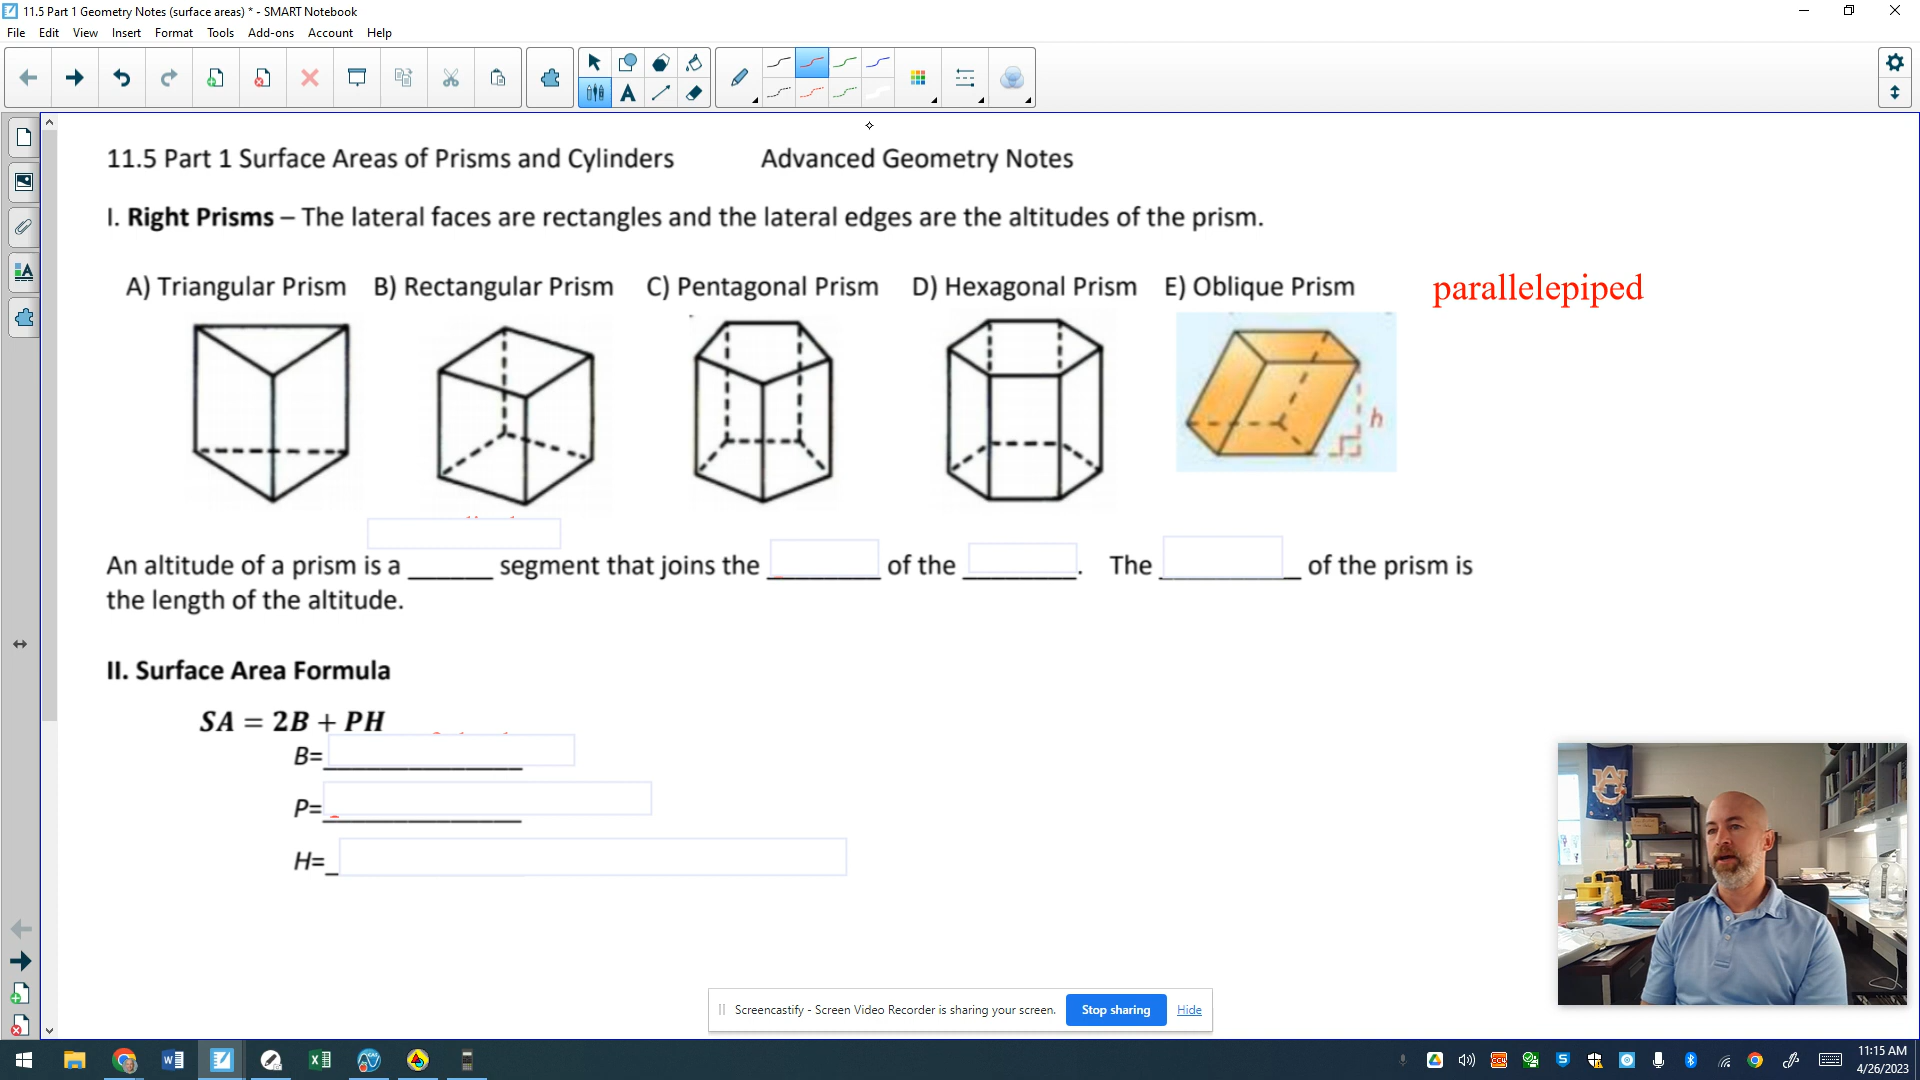 11.5 Part 1 Geometry Notes (surface areas) * - SMART Notebook
File Edit View Insert Format Tools Add-ons Account Help
11.5 Part 1 Surface Areas of Prisms and Cylinders Advanced Geometry Notes
I. Right Prisms – The lateral faces are rectangles and the lateral edges are the altitudes of the prism.
A) Triangular Prism B) Rectangular Prism C) Pentagonal Prism D) Hexagonal Prism E) Oblique Prism parallelepiped
h
An altitude of a prism is a ______ segment that joins the ________ of the ________. The __________ of the prism is
the length of the altitude.
II. Surface Area Formula
SA = 2B + PH
B=______________
P=______________
H=_
Screencastify - Screen Video Recorder is sharing your screen. Stop sharing Hide
11:15 AM
4/26/2023